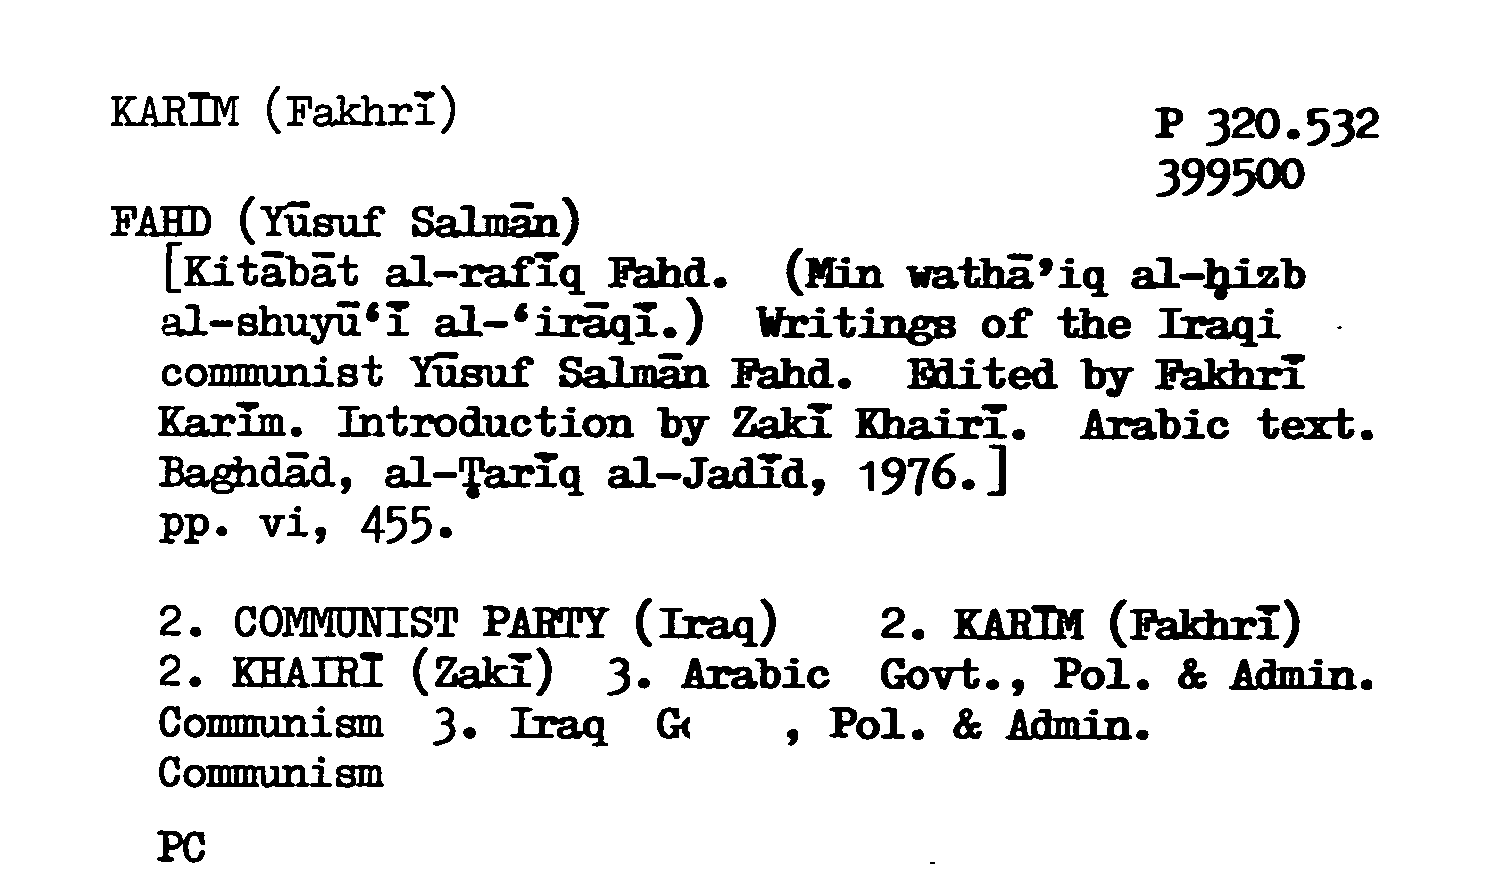 KARĪM (Fakhrī)
P 320.532
399500
FAHD (Yūsuf Salmān)
[Kitābāt al-rafīq Fahd. (Min wathā’iq al-ḥizb
al-shuyū‘ī al-‘irāqī.) Writings of the Iraqi
communist Yūsuf Salmān Fahd. Edited by Fakhrī
Karīm. Introduction by Zakī Khairī. Arabic text.
Baghdād, al-Ṭarīq al-Jadīd, 1976.]
pp. vi, 455.
2. COMMUNIST PARTY (Iraq) 2. KARĪM (Fakhrī)
2. KHAIRĪ (Zakī) 3. Arabic Govt., Pol. & Admin.
Communism 3. Iraq , Pol. & Admin.
Communism
PC